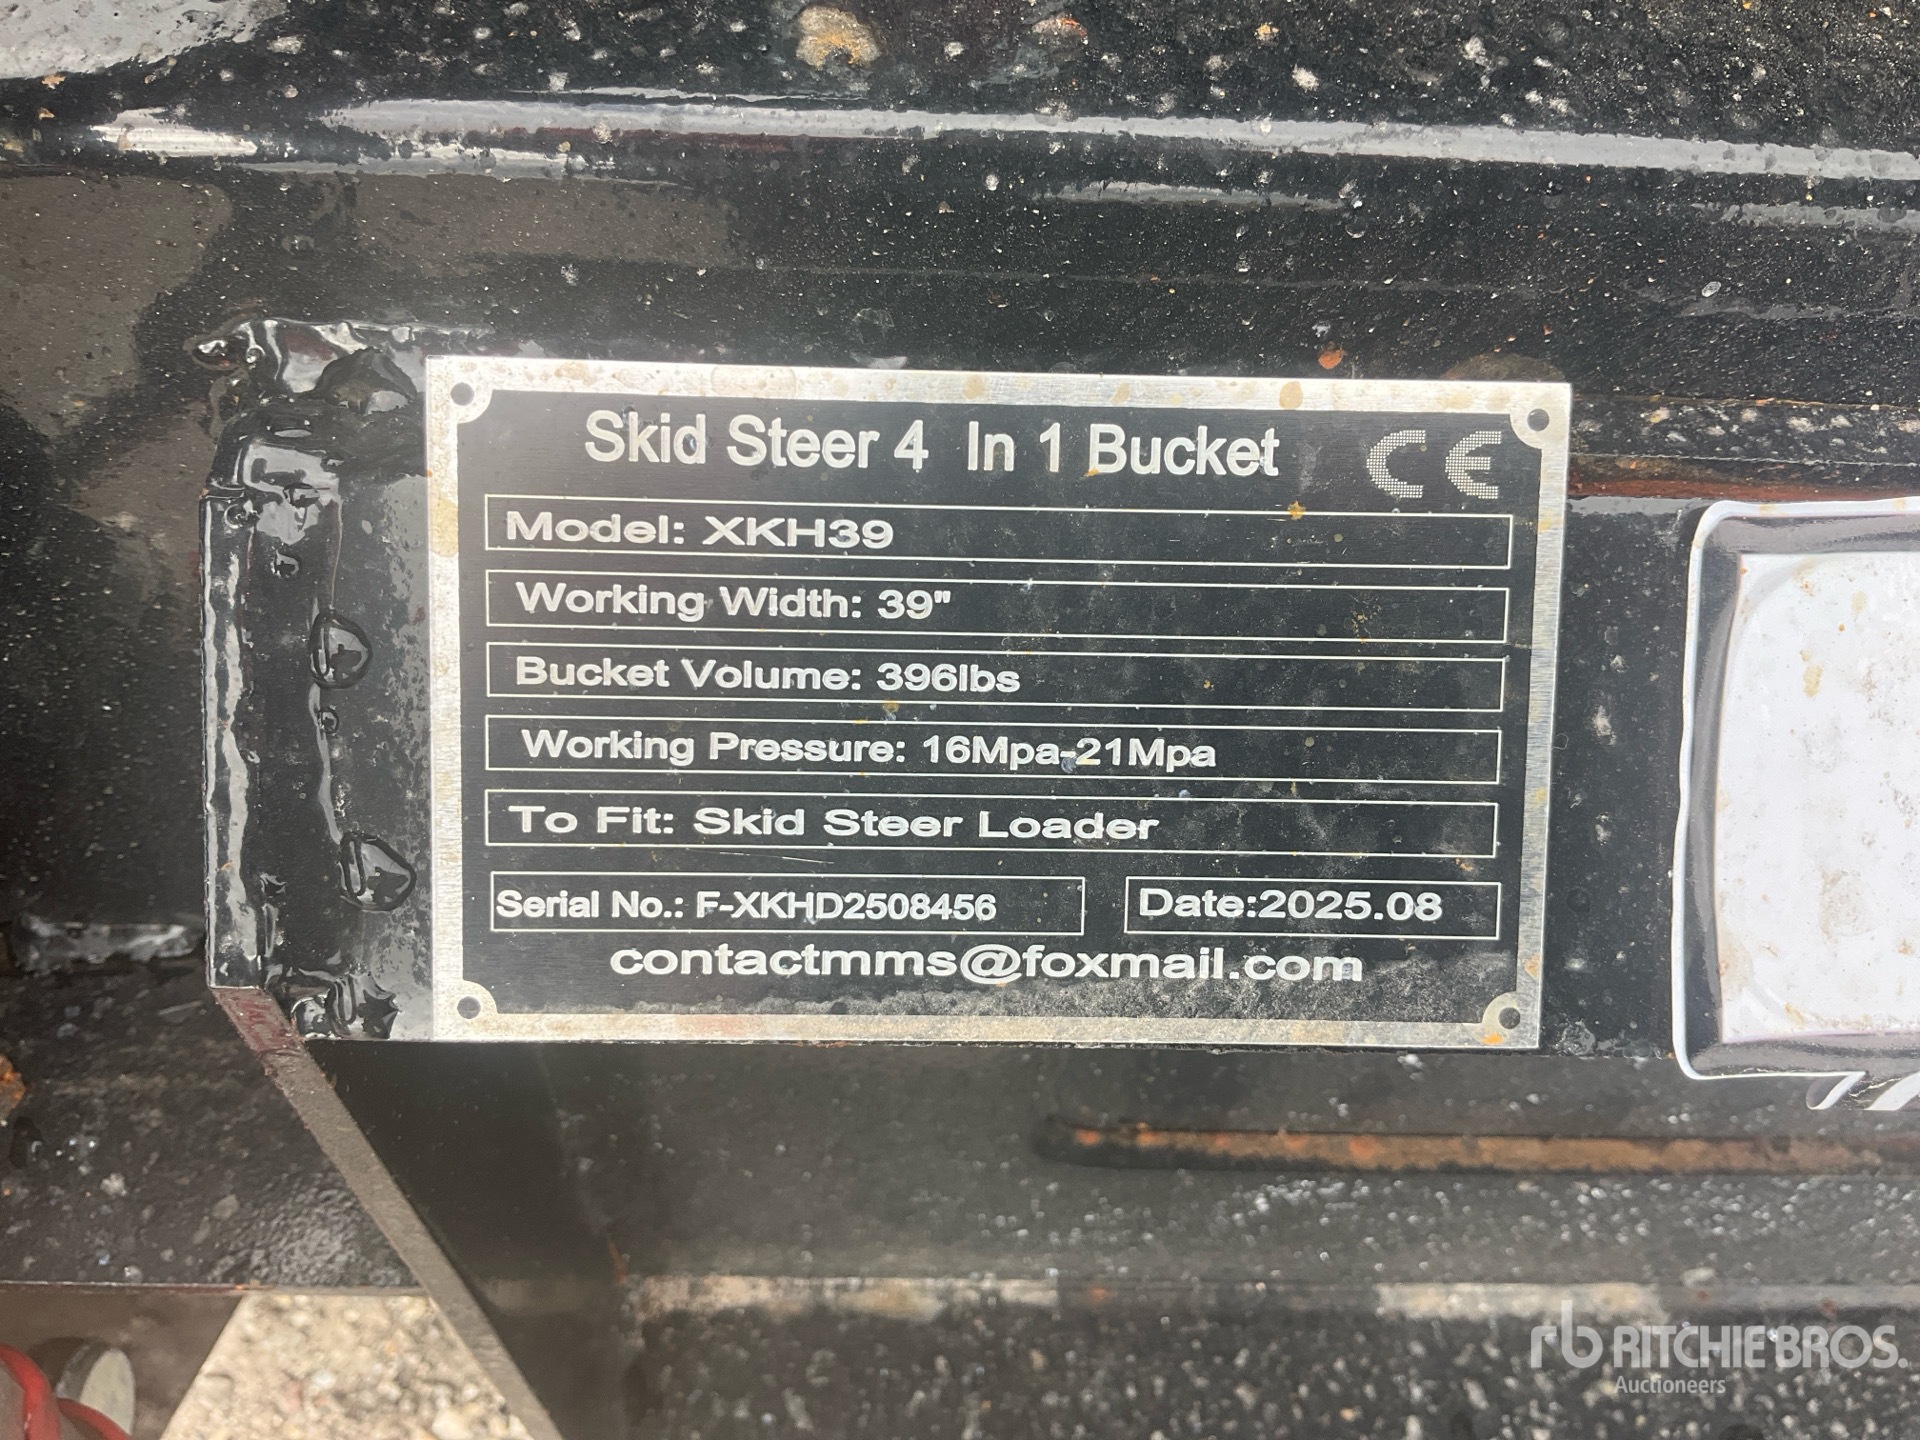 Skid Steer 4 In 1 Bucket CE
Model: XKH39
Working Width: 39"
Bucket Volume: 396lbs
Working Pressure: 16Mpa-21Mpa
To Fit: Skid Steer Loader
Serial No.: F-XKHD2508456 Date:2025.08
contactmms@foxmail.com
rb RITCHIE BROS.
Auctioneers